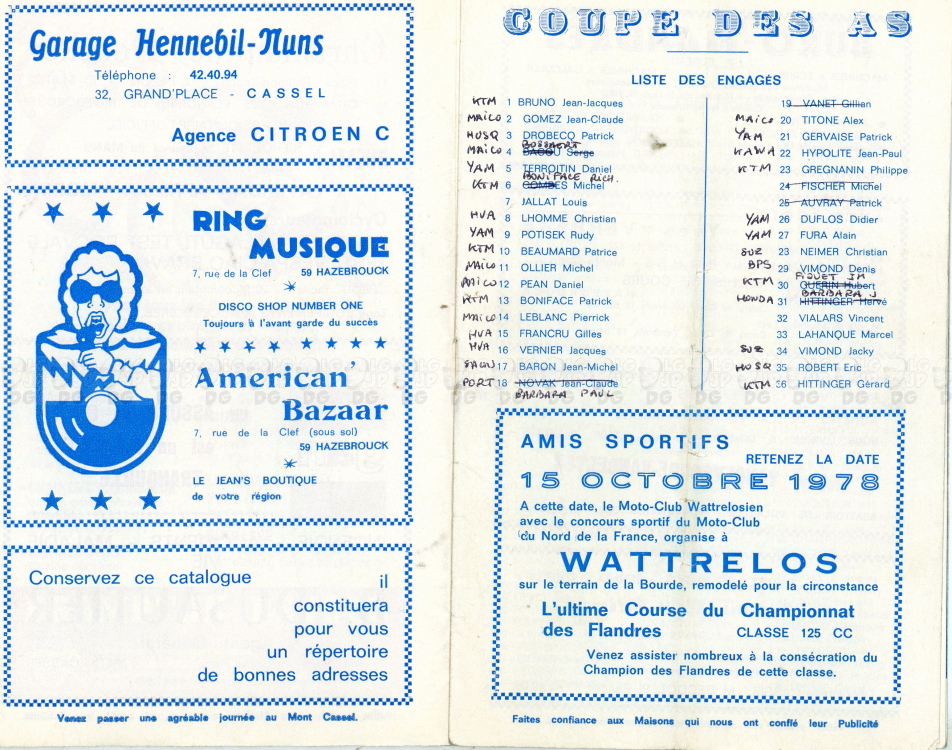 Garage Hennebil-Nuns
Téléphone : 42.40.94
32, GRAND'PLACE - CASSEL
Agence CITROEN C
RING
MUSIQUE
7, rue de la Clef 59 HAZEBROUCK
DISCO SHOP NUMBER ONE
Toujours à l'avant garde du succès
American'
Bazaar
7, rue de la Clef (sous sol)
59 HAZEBROUCK
LE JEAN'S BOUTIQUE
de votre région
Conservez ce catalogue il
constituera
pour vous
un répertoire
de bonnes adresses
Venez passer une agréable journée au Mont Cassel.
COUPE DES AS
LISTE DES ENGAGÉS
KTM 1 BRUNO Jean-Jacques
MAICO 2 GOMEZ Jean-Claude
HUSQ 3 DROBECQ Patrick
BOSSAERT
MAICO 4 Serge
YAM 5 TERROITIN Daniel
BONIFACE RICH.
KTM 6 COMBES Michel
7 JALLAT Louis
HVA 8 LHOMME Christian
YAM 9 POTISEK Rudy
KTM 10 BEAUMARD Patrice
MAICO 11 OLLIER Michel
MAICO 12 PEAN Daniel
KTM 13 BONIFACE Patrick
MAICO 14 LEBLANC Pierrick
HVA 15 FRANCRU Gilles
HVA 16 VERNIER Jacques
17 BARON Jean-Michel
PORT 18 NOVAK Jean-Claude
BARBARA PAUL
19 VANET Gillian
MAICO 20 TITONE Alex
YAM 21 GERVAISE Patrick
KAWA 22 HYPOLITE Jean-Paul
KTM 23 GREGNANIN Philippe
24 FISCHER Michel
25 AUVRAY Patrick
YAM 26 DUFLOS Didier
YAM 27 FURA Alain
SUZ 23 NEIMER Christian
BPS 29 VIMOND Denis
PIQUET JM
KTM 30 QUERIN Hubert
BARBARA J
HONDA 31 HITTINGER Hervé
32 VIALARS Vincent
33 LAHANQUE Marcel
SUZ 34 VIMOND Jacky
HUSQ 35 ROBERT Eric
KTM 36 HITTINGER Gérard
AMIS SPORTIFS
RETENEZ LA DATE
15 OCTOBRE 1978
A cette date, le Moto-Club Wattrelosien
avec le concours sportif du Moto-Club
du Nord de la France, organise à
WATTRELOS
sur le terrain de la Bourde, remodelé pour la circonstance
L'ultime Course du Championnat
des Flandres CLASSE 125 CC
Venez assister nombreux à la consécration du
Champion des Flandres de cette classe.
Faites confiance aux Maisons qui nous ont conflé leur Publicité